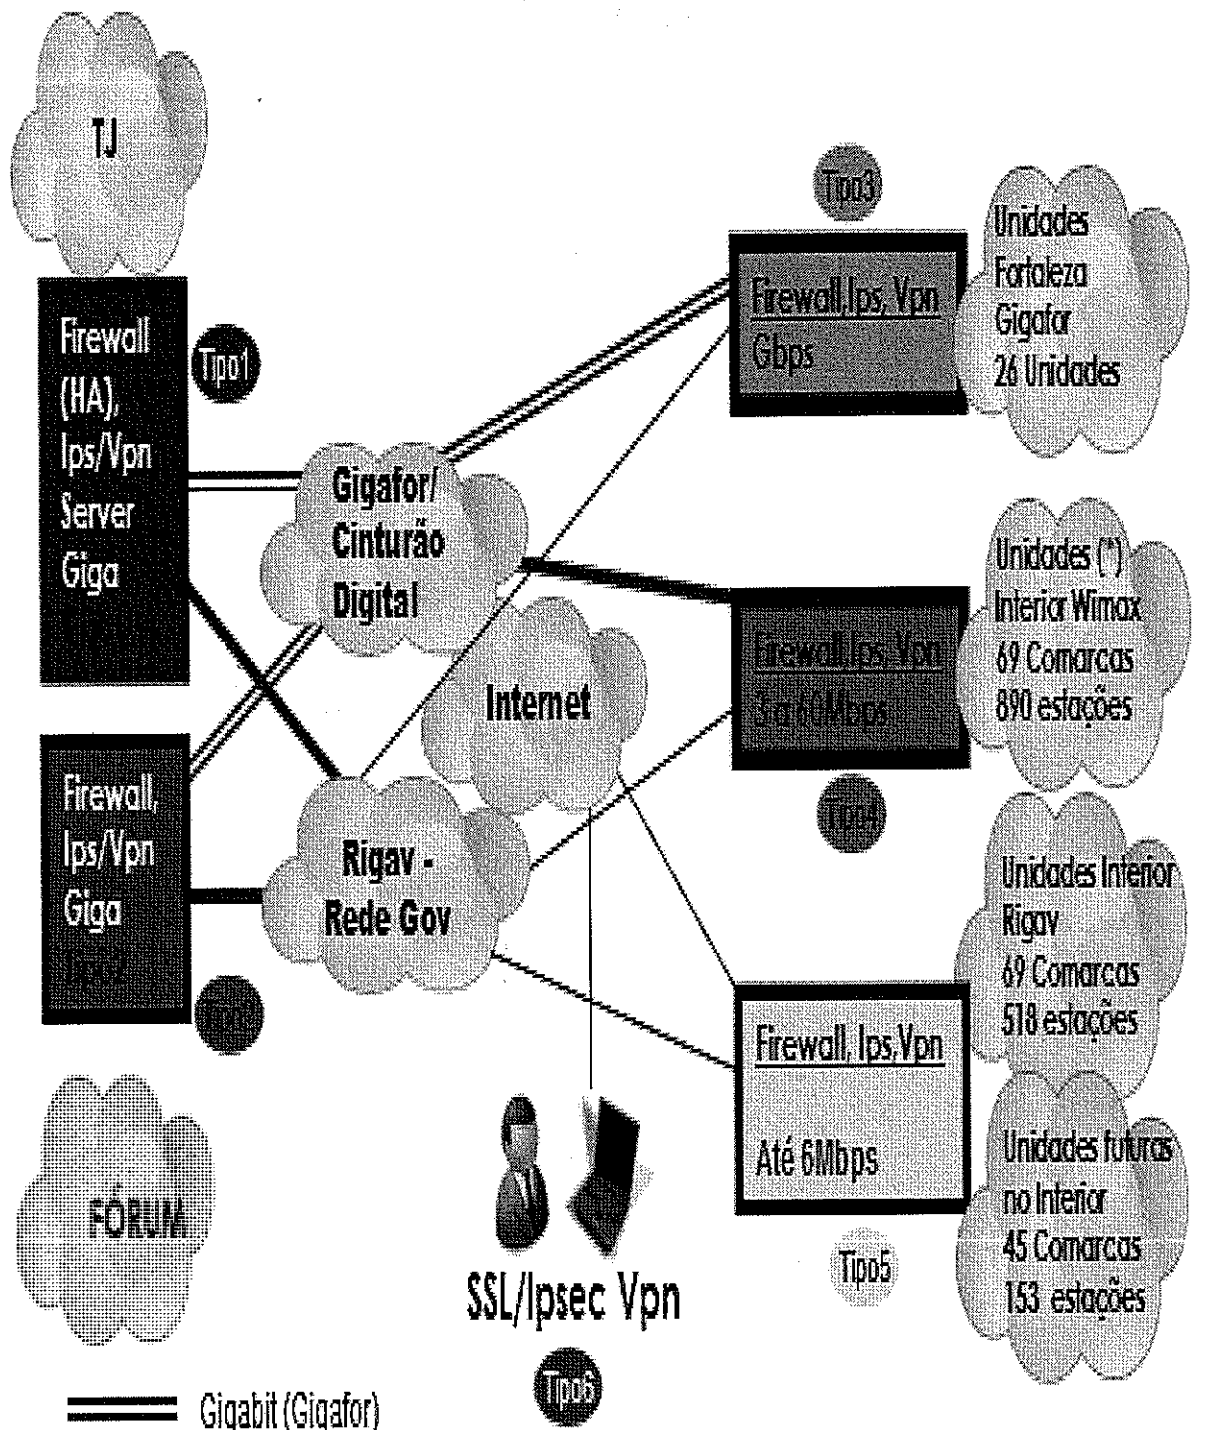 TJ
Firewall
(HA),
Ips/Vpn
Server
Giga
Tipo1
Tipo3
Firewall,Ips, Vpn
Gbps
Unidades
Fortaleza
Gigafor
26 Unidades
Gigafor/
Cinturão
Digital
Internet
Firewall,Ips, Vpn
3 a 60Mbps
Tipo4
Unidades (*)
Interior Wimax
69 Comarcas
890 estações
Firewall,
Ips/Vpn
Giga
Tipo2
Rigav -
Rede Gov
Unidades Interior
Rigav
69 Comarcas
518 estações
Firewall, Ips,Vpn
Até 6Mbps
Tipo5
Unidades futuras
no Interior
45 Comarcas
153 estações
FÓRUM
SSL/Ipsec Vpn
Tipo6
Gigabit (Gigafor)